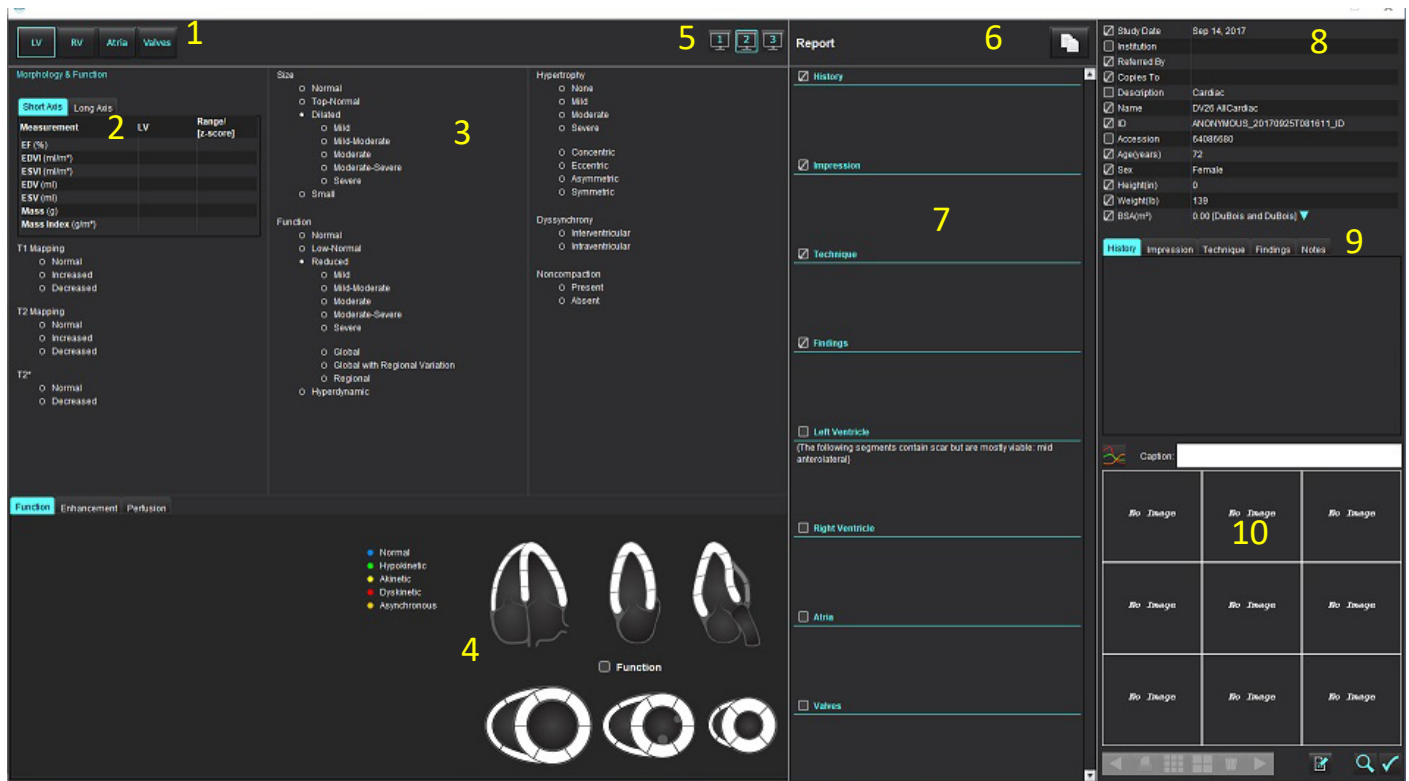 LV RV Atria Valves 1
5 1 2 3
Morphology & Function
Short Axis Long Axis
2
Measurement LV Range/
[z-score]
EF (%)
EDVI (ml/m²)
ESVI (ml/m²)
EDV (ml)
ESV (ml)
Mass (g)
Mass Index (g/m²)
T1 Mapping
Normal
Increased
Decreased
T2 Mapping
Normal
Increased
Decreased
T2*
Normal
Decreased
Size
Normal
Top-Normal
Dilated
Mild
Mild-Moderate
Moderate
Moderate-Severe
Severe
Small
3
Function
Normal
Low-Normal
Reduced
Mild
Mild-Moderate
Moderate
Moderate-Severe
Severe
Global
Global with Regional Variation
Regional
Hyperdynamic
Hypertrophy
None
Mild
Moderate
Severe
Concentric
Eccentric
Asymmetric
Symmetric
Dyssynchrony
Interventricular
Intraventricular
Noncompaction
Present
Absent
Function Enhancement Perfusion
Normal
Hypokinetic
Akinetic
Dyskinetic
Asynchronous
4
Function
Report 6
History
Impression
7
Technique
Findings
Left Ventricle
(The following segments contain scar but are mostly viable: mid
anterolateral)
Right Ventricle
Atria
Valves
Study Date Sep 14, 2017
8
Institution
Referred By
Copies To
Description Cardiac
Name DV26 AllCardiac
ID ANONYMOUS_20170925T081611_ID
Accession 64086680
Age(years) 72
Sex Female
Height(in) 0
Weight(lb) 139
BSA(m²) 0.00 [DuBois and DuBois]
History Impression Technique Findings Notes 9
Caption:
No Image No Image No Image
10
No Image No Image No Image
No Image No Image No Image